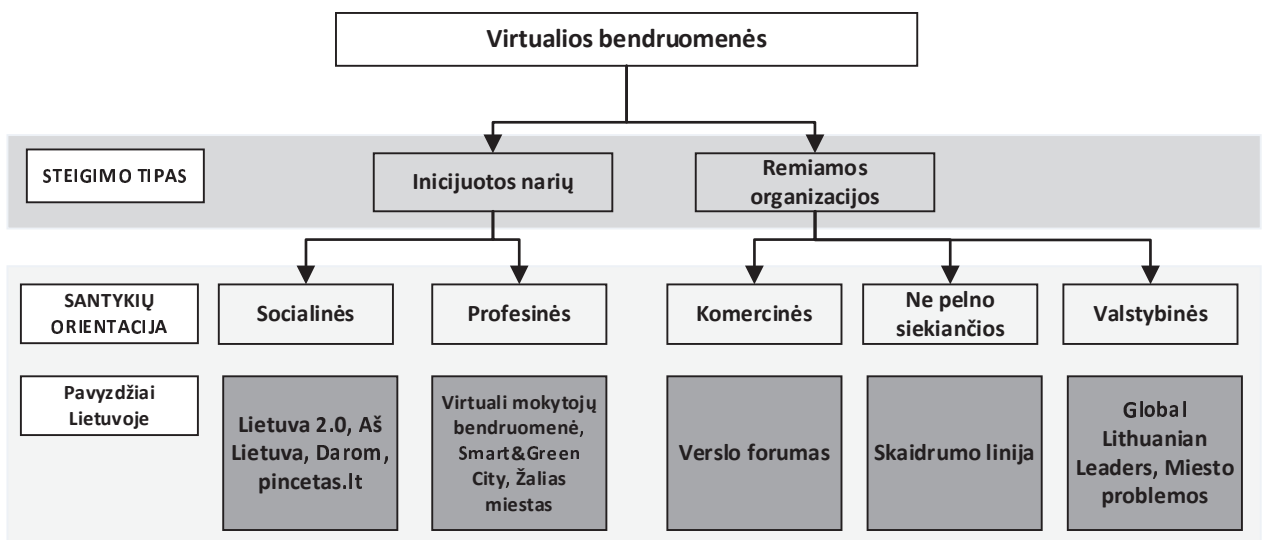 Virtualios bendruomenės
STEIGIMO TIPAS
Inicijuotos narių
Remiamos
organizacijos
SANTYKIŲ
ORIENTACIJA
Socialinės
Profesinės
Komercinės
Ne pelno
siekiančios
Valstybinės
Pavyzdžiai
Lietuvoje
Lietuva 2.0, Aš
Lietuva, Darom,
pincetas.lt
Virtuali mokytojų
bendruomenė,
Smart&Green
City, Žalias
miestas
Verslo forumas
Skaidrumo linija
Global
Lithuanian
Leaders, Miesto
problemos